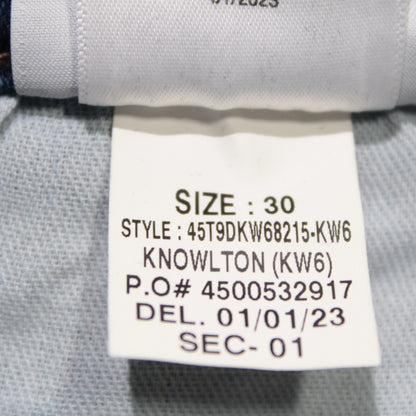 SIZE : 30
STYLE : 45T9DKW68215-KW6
KNOWLTON (KW6)
P.O# 4500532917
DEL. 01/01/23
SEC- 01